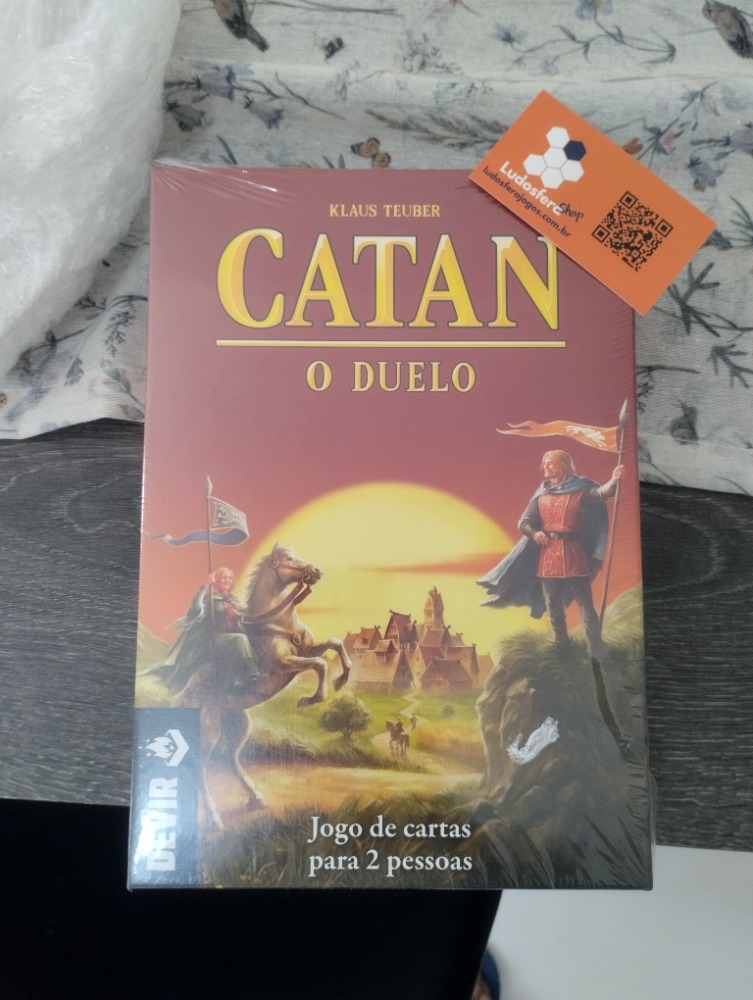 KLAUS TEUBER
CATAN
O DUELO
Ludosfera
Shop
ludosferajogos.com.br
DEVIR
Jogo de cartas
para 2 pessoas